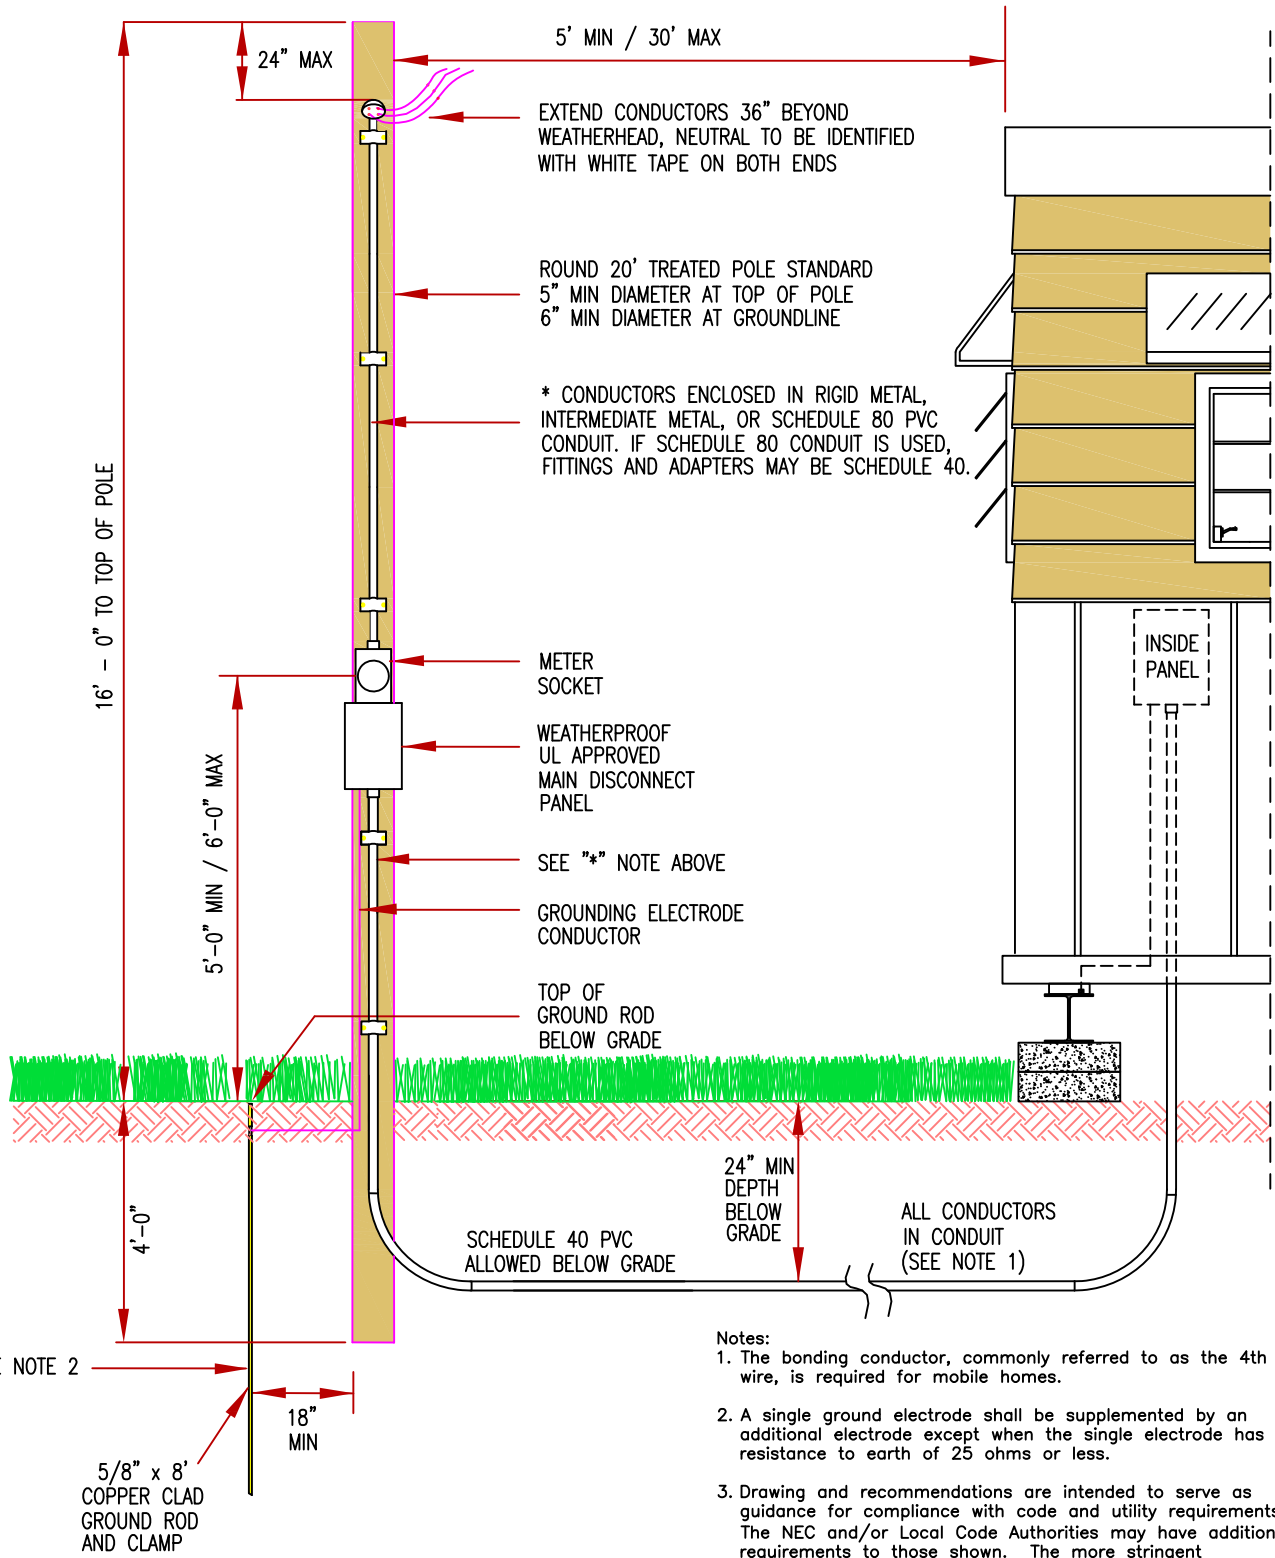 5' MIN / 30' MAX
24" MAX
EXTEND CONDUCTORS 36" BEYOND
WEATHERHEAD, NEUTRAL TO BE IDENTIFIED
WITH WHITE TAPE ON BOTH ENDS
ROUND 20' TREATED POLE STANDARD
5" MIN DIAMETER AT TOP OF POLE
6" MIN DIAMETER AT GROUNDLINE
* CONDUCTORS ENCLOSED IN RIGID METAL,
INTERMEDIATE METAL, OR SCHEDULE 80 PVC
CONDUIT. IF SCHEDULE 80 CONDUIT IS USED,
FITTINGS AND ADAPTERS MAY BE SCHEDULE 40.
16' - 0" TO TOP OF POLE
INSIDE
PANEL
METER
SOCKET
WEATHERPROOF
UL APPROVED
MAIN DISCONNECT
PANEL
5'-0" MIN / 6'-0" MAX
SEE "*" NOTE ABOVE
GROUNDING ELECTRODE
CONDUCTOR
TOP OF
GROUND ROD
BELOW GRADE
24" MIN
DEPTH
BELOW
GRADE
4'-0"
SCHEDULE 40 PVC
ALLOWED BELOW GRADE
ALL CONDUCTORS
IN CONDUIT
(SEE NOTE 1)
NOTE 2
18"
MIN
5/8" x 8'
COPPER CLAD
GROUND ROD
AND CLAMP
Notes:
1. The bonding conductor, commonly referred to as the 4th
wire, is required for mobile homes.
2. A single ground electrode shall be supplemented by an
additional electrode except when the single electrode has
resistance to earth of 25 ohms or less.
3. Drawing and recommendations are intended to serve as
guidance for compliance with code and utility requirements
The NEC and/or Local Code Authorities may have addition
requirements to those shown. The more stringent